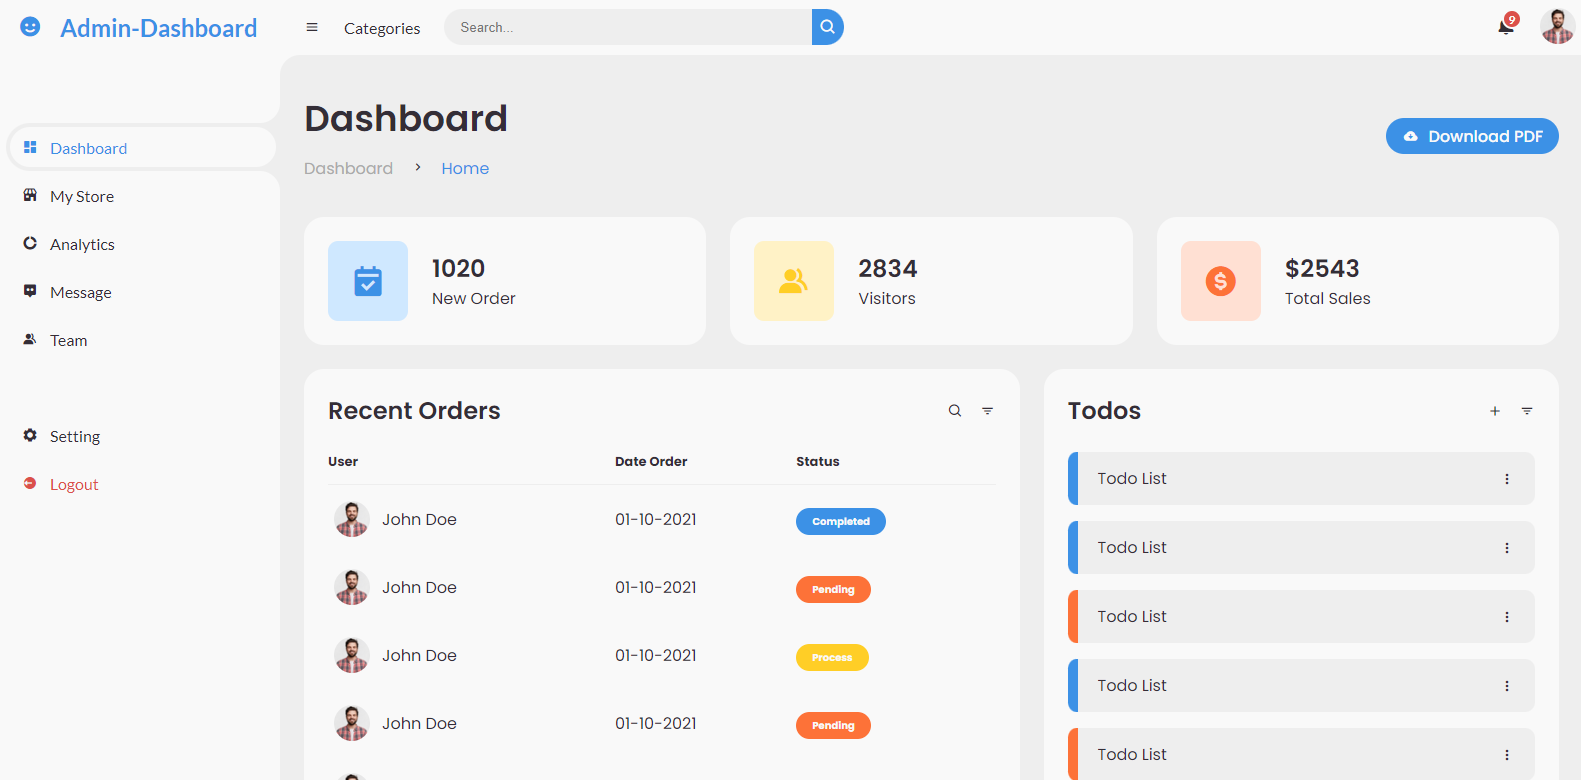 Admin-Dashboard
Categories
Search...
9
Dashboard
My Store
Analytics
Message
Team
Setting
Logout
Dashboard
Dashboard > Home
Download PDF
1020
New Order
2834
Visitors
$2543
Total Sales
Recent Orders
User Date Order Status
John Doe 01-10-2021 Completed
John Doe 01-10-2021 Pending
John Doe 01-10-2021 Process
John Doe 01-10-2021 Pending
Todos
Todo List
Todo List
Todo List
Todo List
Todo List